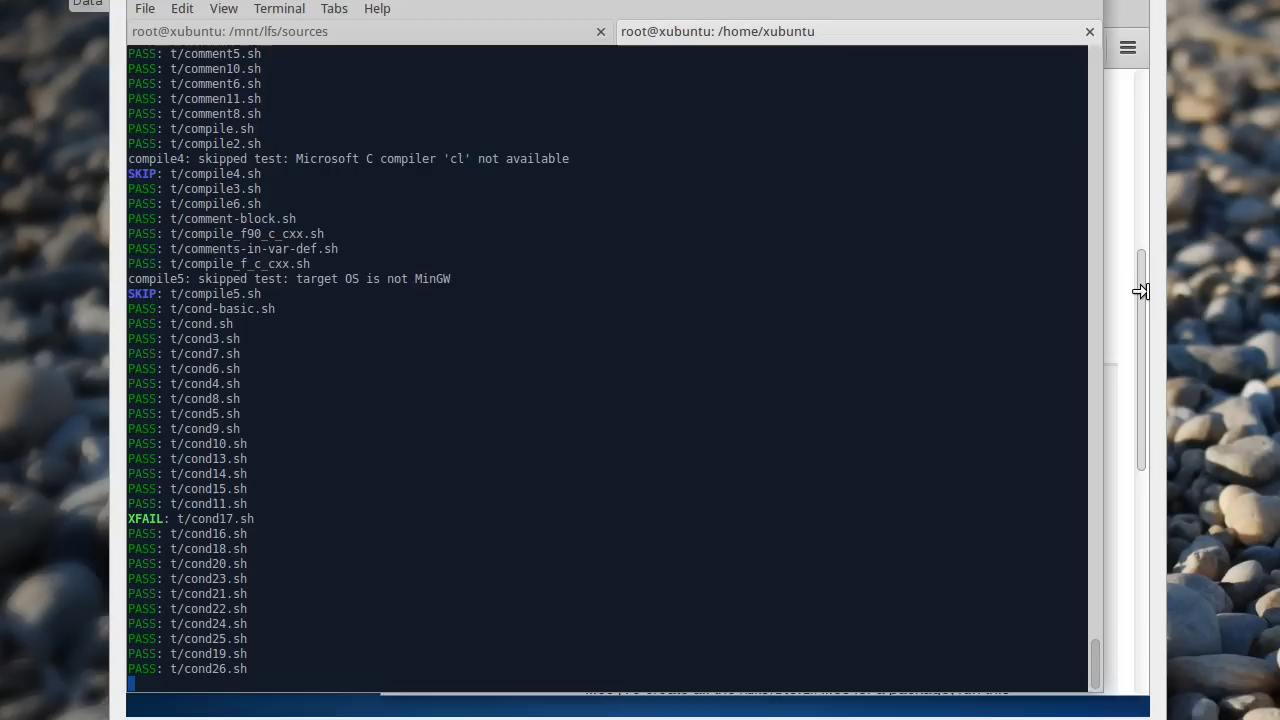 Data
File Edit View Terminal Tabs Help
root@xubuntu: /mnt/lfs/sources
root@xubuntu: /home/xubuntu
PASS: t/comment5.sh
PASS: t/commen10.sh
PASS: t/comment6.sh
PASS: t/commen11.sh
PASS: t/comment8.sh
PASS: t/compile.sh
PASS: t/compile2.sh
compile4: skipped test: Microsoft C compiler 'cl' not available
SKIP: t/compile4.sh
PASS: t/compile3.sh
PASS: t/compile6.sh
PASS: t/comment-block.sh
PASS: t/compile_f90_c_cxx.sh
PASS: t/comments-in-var-def.sh
PASS: t/compile_f_c_cxx.sh
compile5: skipped test: target OS is not MinGW
SKIP: t/compile5.sh
PASS: t/cond-basic.sh
PASS: t/cond.sh
PASS: t/cond3.sh
PASS: t/cond7.sh
PASS: t/cond6.sh
PASS: t/cond4.sh
PASS: t/cond8.sh
PASS: t/cond5.sh
PASS: t/cond9.sh
PASS: t/cond10.sh
PASS: t/cond13.sh
PASS: t/cond14.sh
PASS: t/cond15.sh
PASS: t/cond11.sh
XFAIL: t/cond17.sh
PASS: t/cond16.sh
PASS: t/cond18.sh
PASS: t/cond20.sh
PASS: t/cond23.sh
PASS: t/cond21.sh
PASS: t/cond22.sh
PASS: t/cond24.sh
PASS: t/cond25.sh
PASS: t/cond19.sh
PASS: t/cond26.sh